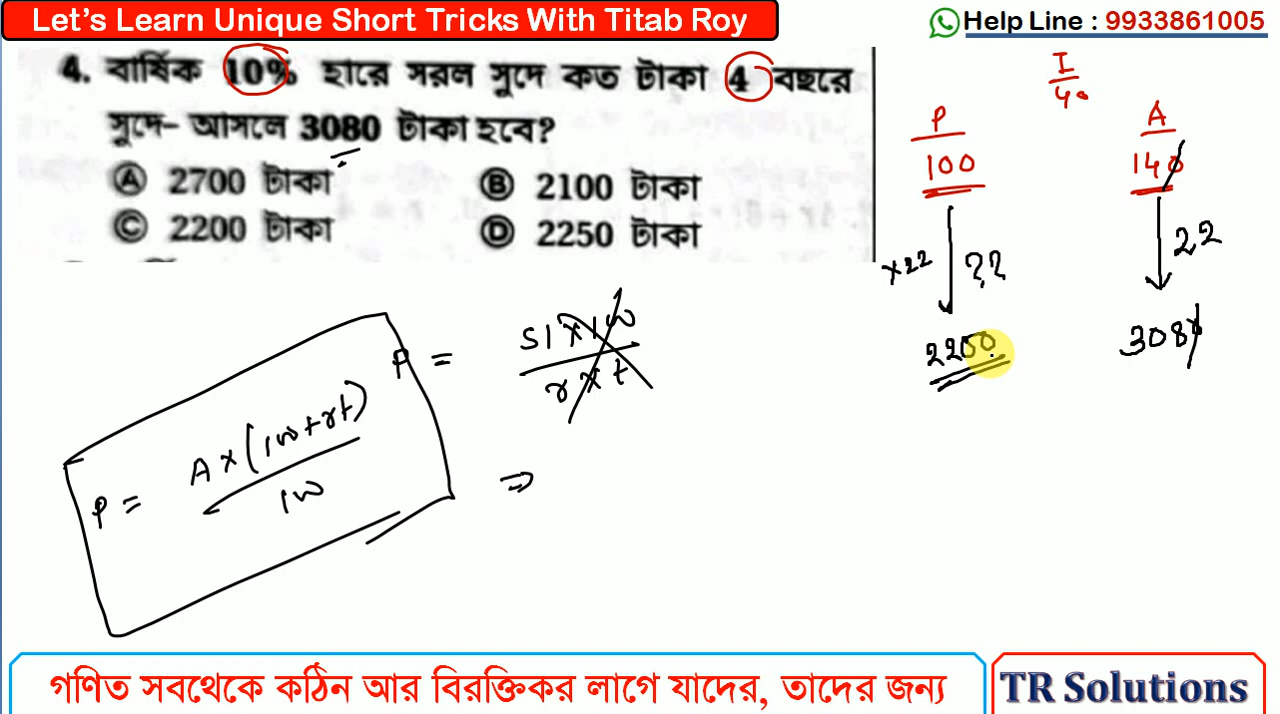 Let's Learn Unique Short Tricks With Titab Roy
Help Line : 9933861005
4. বার্ষিক 10% হারে সরল সুদে কত টাকা 4 বছরে
সুদে- আসলে 3080 টাকা হবে?
Ⓐ 2700 টাকা Ⓑ 2100 টাকা
Ⓒ 2200 টাকা Ⓓ 2250 টাকা
I
40
P A
100 140
×22 ?? 22
2200 3080
P = SI × 100
r × t
P = A × (100 + rt)
100
⇒
গণিত সবথেকে কঠিন আর বিরক্তিকর লাগে যাদের, তাদের জন্য
TR Solutions